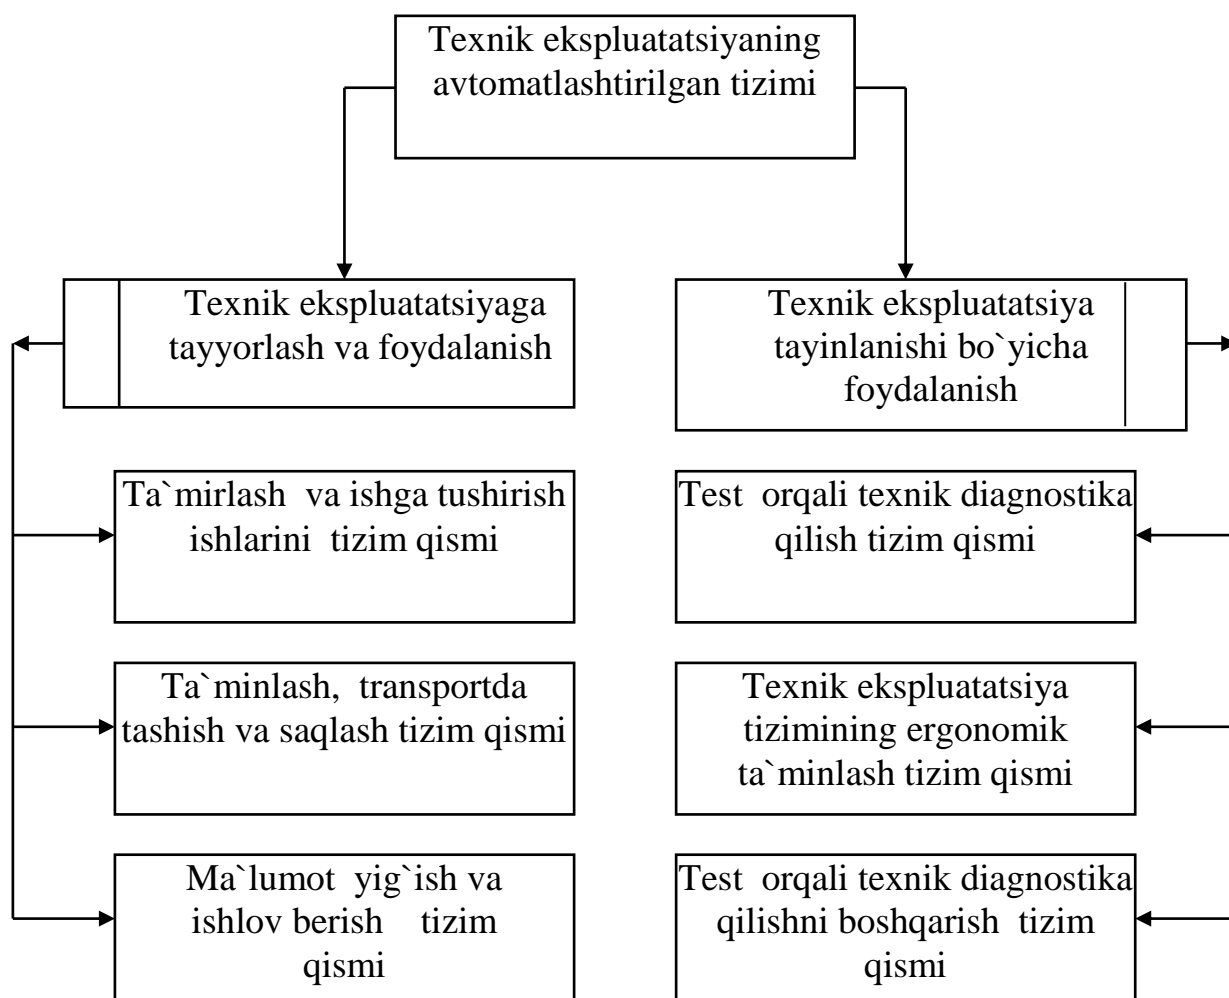 Texnik ekspluatatsiyaning
avtomatlashtirilgan tizimi
Texnik ekspluatatsiyaga
tayyorlash va foydalanish
Texnik ekspluatatsiya
tayinlanishi bo`yicha
foydalanish
Ta`mirlash va ishga tushirish
ishlarini tizim qismi
Test orqali texnik diagnostika
qilish tizim qismi
Ta`minlash, transportda
tashish va saqlash tizim qismi
Texnik ekspluatatsiya
tizimining ergonomik
ta`minlash tizim qismi
Ma`lumot yig`ish va
ishlov berish tizim
qismi
Test orqali texnik diagnostika
qilishni boshqarish tizim
qismi